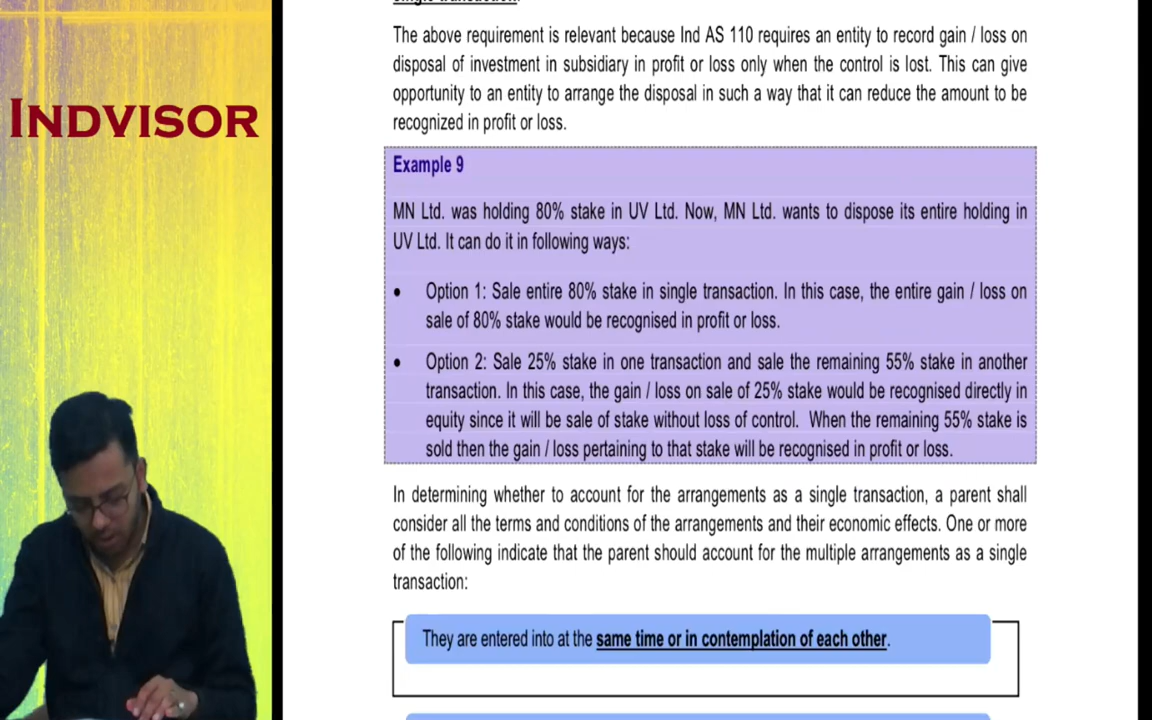 single transaction.
The above requirement is relevant because Ind AS 110 requires an entity to record gain / loss on
disposal of investment in subsidiary in profit or loss only when the control is lost. This can give
opportunity to an entity to arrange the disposal in such a way that it can reduce the amount to be
recognized in profit or loss.
INDVISOR
Example 9
MN Ltd. was holding 80% stake in UV Ltd. Now, MN Ltd. wants to dispose its entire holding in
UV Ltd. It can do it in following ways:
• Option 1: Sale entire 80% stake in single transaction. In this case, the entire gain / loss on
sale of 80% stake would be recognised in profit or loss.
• Option 2: Sale 25% stake in one transaction and sale the remaining 55% stake in another
transaction. In this case, the gain / loss on sale of 25% stake would be recognised directly in
equity since it will be sale of stake without loss of control. When the remaining 55% stake is
sold then the gain / loss pertaining to that stake will be recognised in profit or loss.
In determining whether to account for the arrangements as a single transaction, a parent shall
consider all the terms and conditions of the arrangements and their economic effects. One or more
of the following indicate that the parent should account for the multiple arrangements as a single
transaction:
They are entered into at the same time or in contemplation of each other.